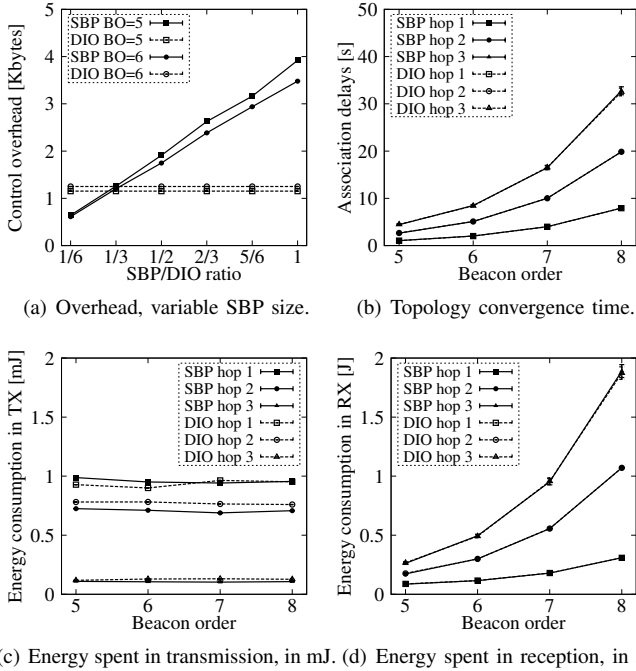 5
4
3
2
1
0
Control overhead [Kbytes]
SBP BO=5
DIO BO=5
SBP BO=6
DIO BO=6
1/6 1/3 1/2 2/3 5/6 1
SBP/DIO ratio
(a) Overhead, variable SBP size.
50
40
30
20
10
0
Association delays [s]
SBP hop 1
SBP hop 2
SBP hop 3
DIO hop 1
DIO hop 2
DIO hop 3
5 6 7 8
Beacon order
(b) Topology convergence time.
2
1.5
1
0.5
0
Energy consumption in TX [mJ]
SBP hop 1
SBP hop 2
SBP hop 3
DIO hop 1
DIO hop 2
DIO hop 3
5 6 7 8
Beacon order
(c) Energy spent in transmission, in mJ.
2
1.5
1
0.5
0
Energy consumption in RX [J]
SBP hop 1
SBP hop 2
SBP hop 3
DIO hop 1
DIO hop 2
DIO hop 3
5 6 7 8
Beacon order
(d) Energy spent in reception, in